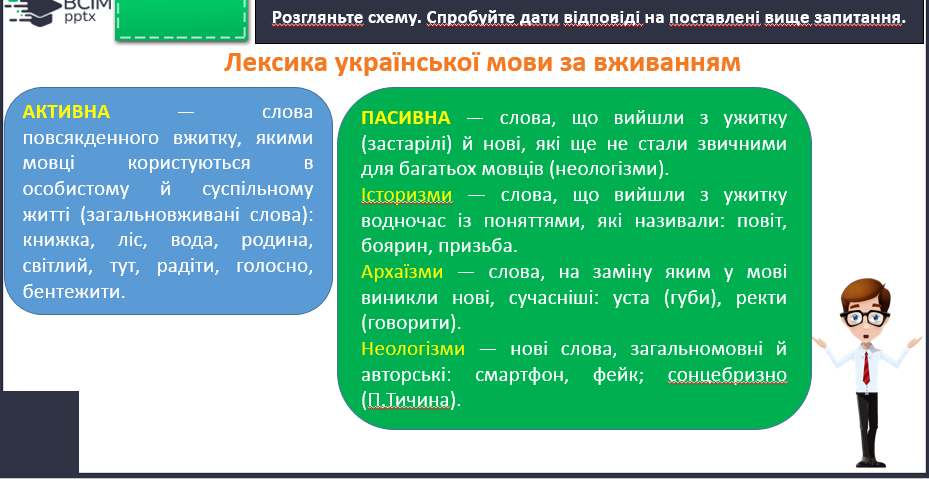 ВСІМ
pptx
Розгляньте схему. Спробуйте дати відповіді на поставлені вище запитання.
Лексика української мови за вживанням
АКТИВНА — слова
повсякденного вжитку, якими
мовці користуються в
особистому й суспільному
житті (загальновживані слова):
книжка, ліс, вода, родина,
світлий, тут, радіти, голосно,
бентежити.
ПАСИВНА — слова, що вийшли з ужитку
(застарілі) й нові, які ще не стали звичними
для багатьох мовців (неологізми).
Історизми — слова, що вийшли з ужитку
водночас із поняттями, які називали: повіт,
боярин, призьба.
Архаїзми — слова, на заміну яким у мові
виникли нові, сучасніші: уста (губи), ректи
(говорити).
Неологізми — нові слова, загальномовні й
авторські: смартфон, фейк; сонцебризно
(П.Тичина).